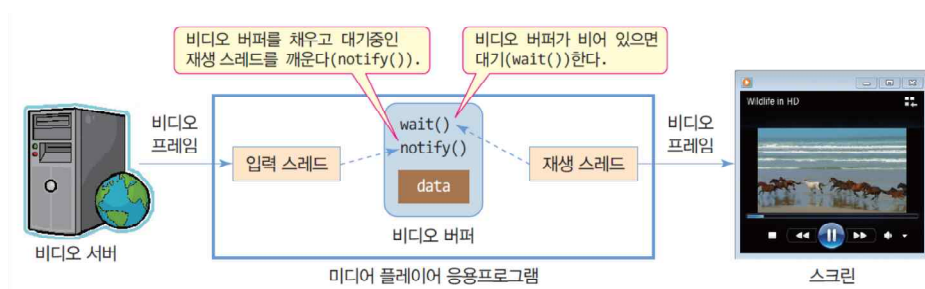 비디오 버퍼를 채우고 대기중인
재생 스레드를 깨운다(notify()).
비디오 버퍼가 비어 있으면
대기(wait())한다.
Wildlife in HD
비디오
프레임
wait()
notify()
비디오
프레임
입력 스레드
재생 스레드
data
비디오 버퍼
비디오 서버
미디어 플레이어 응용프로그램
스크린